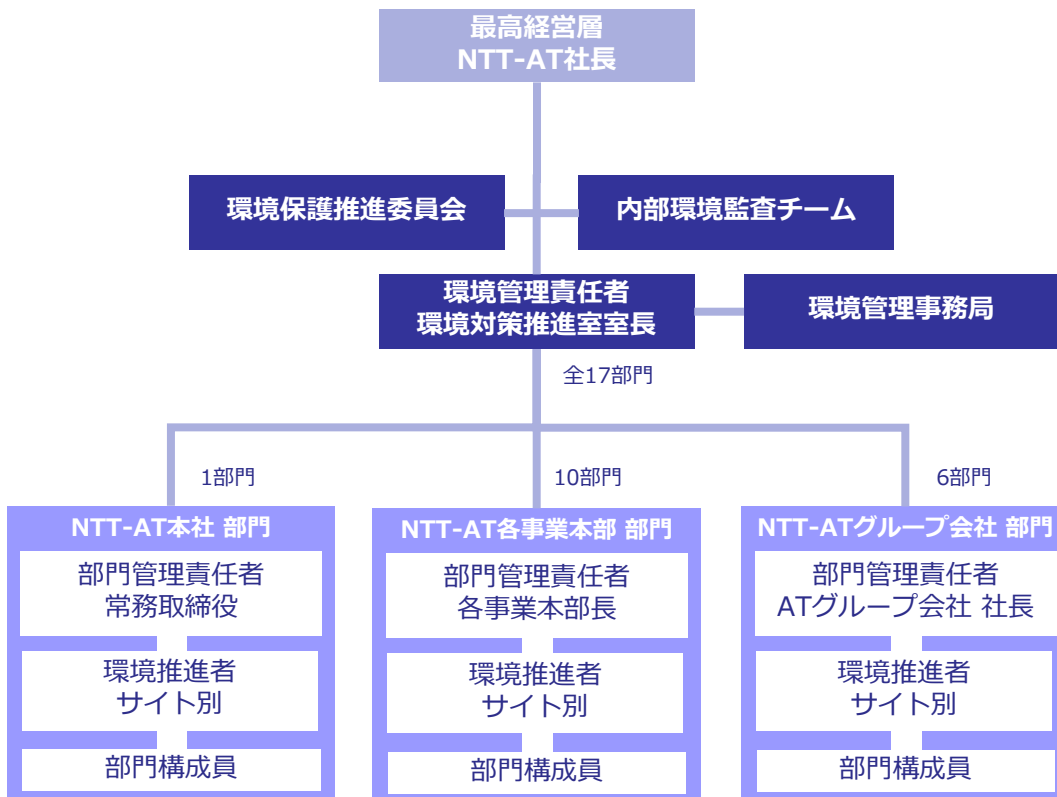 最高経営層
NTT-AT社長
環境保護推進委員会
内部環境監査チーム
環境管理責任者
環境対策推進室室長
環境管理事務局
全17部門
1部門
10部門
6部門
NTT-AT本社 部門
部門管理責任者
常務取締役
環境推進者
サイト別
部門構成員
NTT-AT各事業本部 部門
部門管理責任者
各事業本部長
環境推進者
サイト別
部門構成員
NTT-ATグループ会社 部門
部門管理責任者
ATグループ会社 社長
環境推進者
サイト別
部門構成員